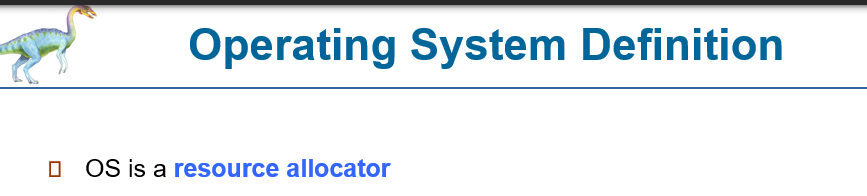 Operating System Definition
OS is a resource allocator